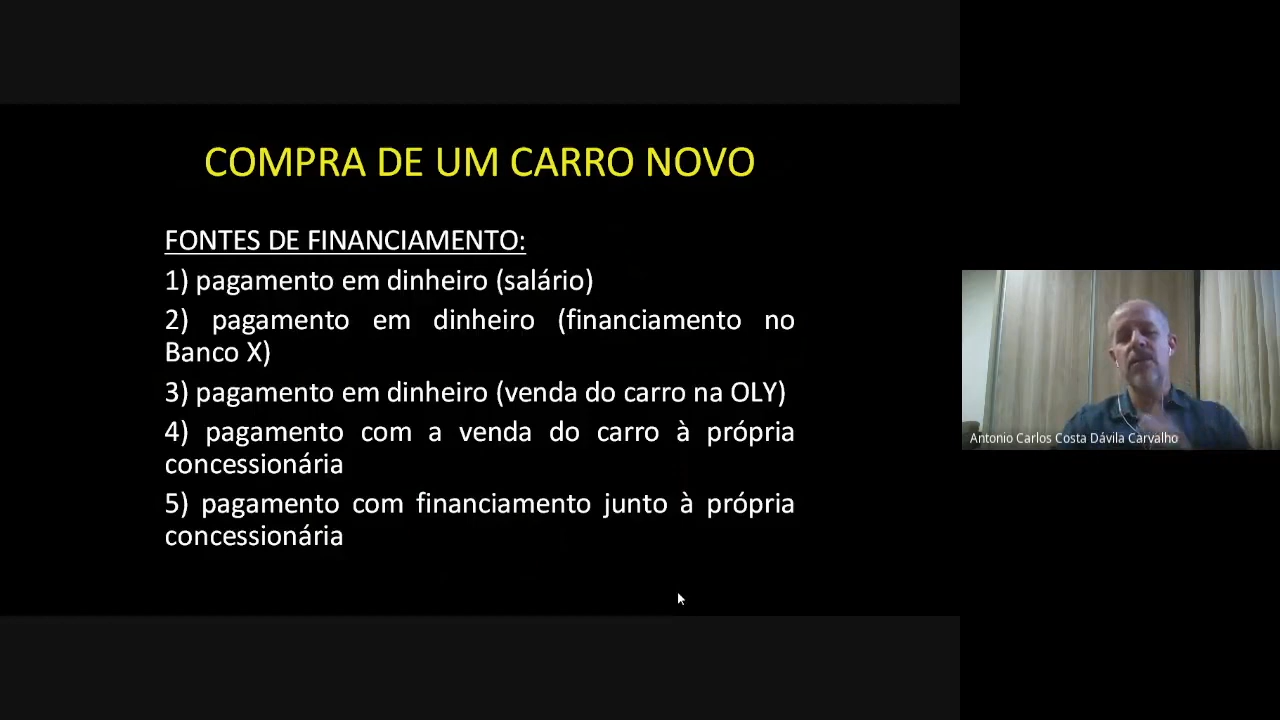 COMPRA DE UM CARRO NOVO
FONTES DE FINANCIAMENTO:
1) pagamento em dinheiro (salário)
2) pagamento em dinheiro (financiamento no
Banco X)
3) pagamento em dinheiro (venda do carro na OLY)
4) pagamento com a venda do carro à própria
concessionária
5) pagamento com financiamento junto à própria
concessionária
Antonio Carlos Costa Dávila Carvalho